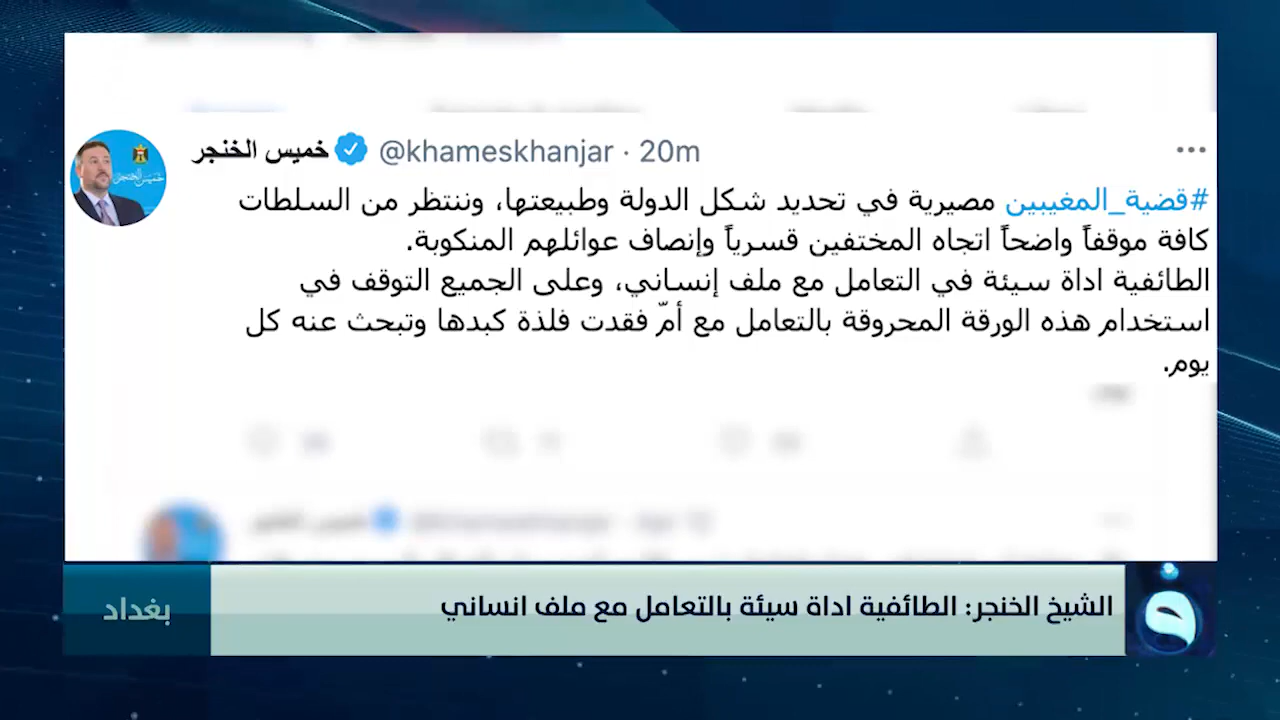 خميس الخنجر @khameskhanjar · 20m
#قضية_المغيبين مصيرية في تحديد شكل الدولة وطبيعتها، وننتظر من السلطات
كافة موقفاً واضحاً اتجاه المختفين قسرياً وإنصاف عوائلهم المنكوبة.
الطائفية اداة سيئة في التعامل مع ملف إنساني، وعلى الجميع التوقف في
استخدام هذه الورقة المحروقة بالتعامل مع أمّ فقدت فلذة كبدها وتبحث عنه كل
يوم.
الشيخ الخنجر: الطائفية اداة سيئة بالتعامل مع ملف انساني
بغداد